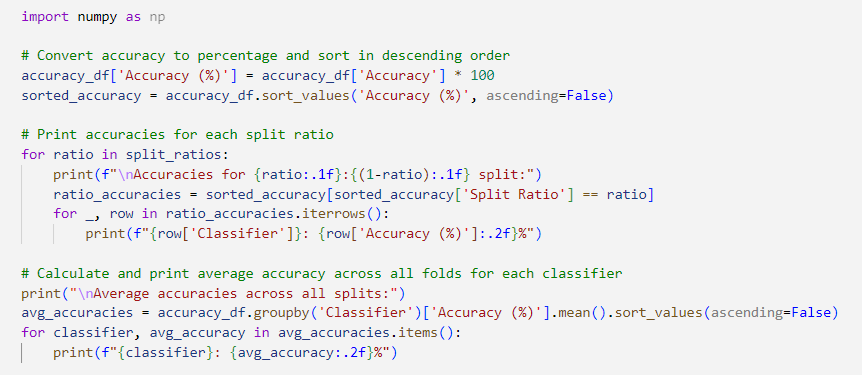 import numpy as np

# Convert accuracy to percentage and sort in descending order
accuracy_df['Accuracy (%)'] = accuracy_df['Accuracy'] * 100
sorted_accuracy = accuracy_df.sort_values('Accuracy (%)', ascending=False)

# Print accuracies for each split ratio
for ratio in split_ratios:
    print(f"\nAccuracies for {ratio:.1f}:{(1-ratio):.1f} split:")
    ratio_accuracies = sorted_accuracy[sorted_accuracy['Split Ratio'] == ratio]
    for _, row in ratio_accuracies.iterrows():
        print(f"{row['Classifier']}: {row['Accuracy (%)']:.2f}%")

# Calculate and print average accuracy across all folds for each classifier
print("\nAverage accuracies across all splits:")
avg_accuracies = accuracy_df.groupby('Classifier')['Accuracy (%)'].mean().sort_values(ascending=False)
for classifier, avg_accuracy in avg_accuracies.items():
    print(f"{classifier}: {avg_accuracy:.2f}%")